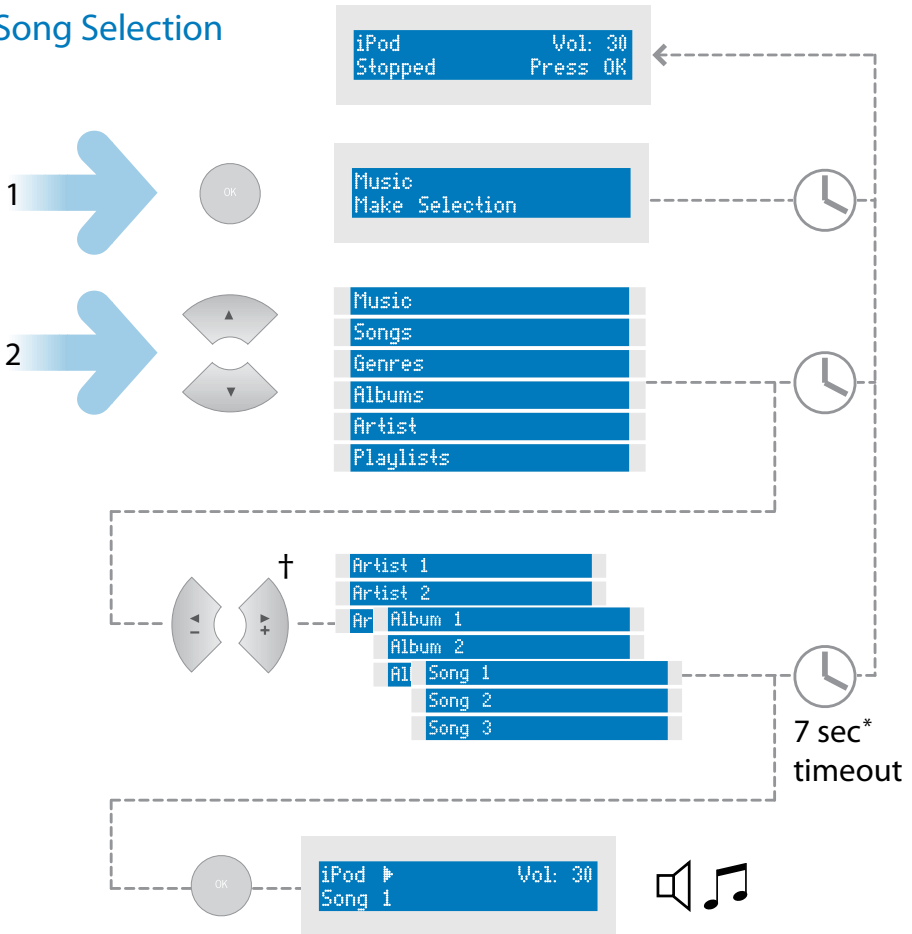 Song Selection
iPod Vol: 30
Stopped Press OK
1
OK
Music
Make Selection
2
Music
Songs
Genres
Albums
Artist
Playlists
†
Artist 1
Artist 2
Ar Album 1
Album 2
Al Song 1
Song 2
Song 3
−
+
7 sec*
timeout
OK
iPod Vol: 30
Song 1